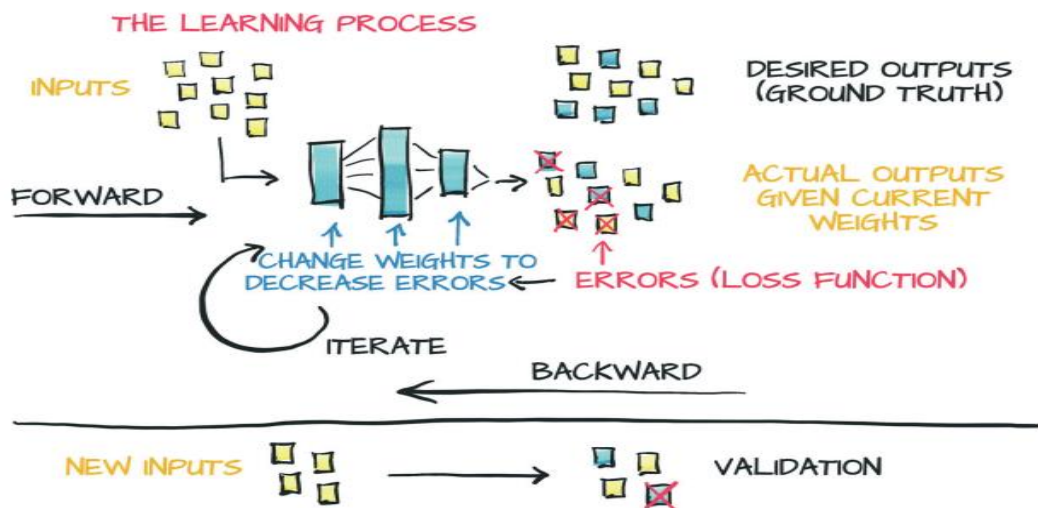 THE LEARNING PROCESS
INPUTS
DESIRED OUTPUTS
(GROUND TRUTH)
FORWARD
ACTUAL OUTPUTS
GIVEN CURRENT
WEIGHTS
CHANGE WEIGHTS TO
DECREASE ERRORS
ERRORS (LOSS FUNCTION)
ITERATE
BACKWARD
NEW INPUTS
VALIDATION